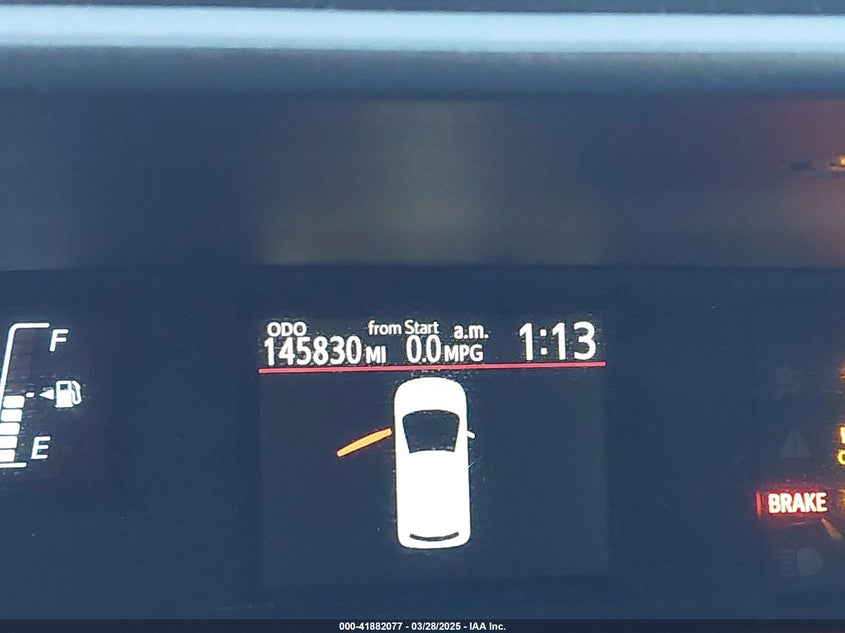 ODO from Start a.m. 1:13
145830 MI 0.0 MPG
F
E
BRAKE
000-41882077 - 03/28/2025 - IAA Inc.